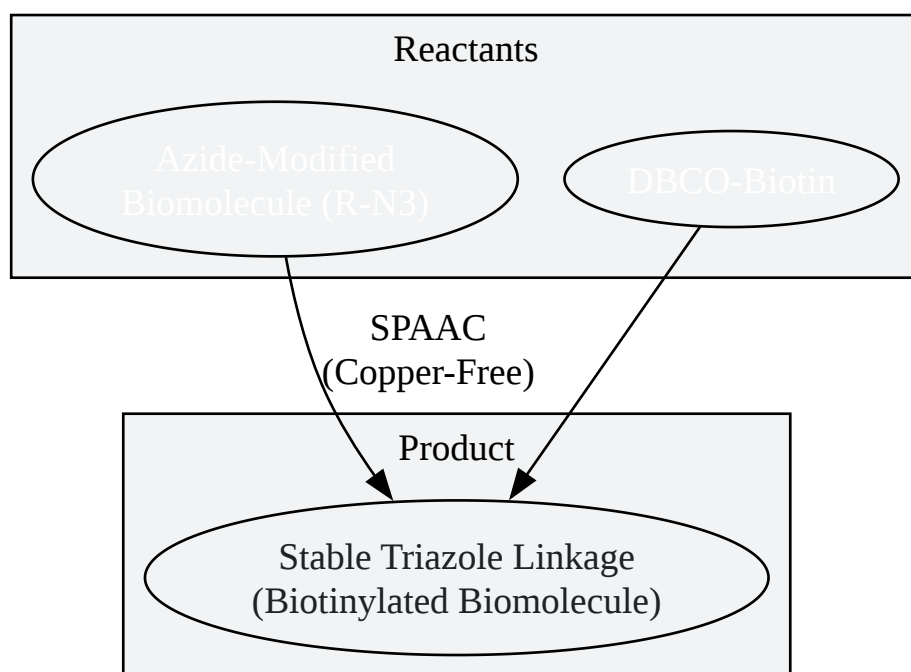 Reactants
Azide-Modified
Biomolecule (R-N3)
DBCO-Biotin
SPAAC
(Copper-Free)
Product
Stable Triazole Linkage
(Biotinylated Biomolecule)